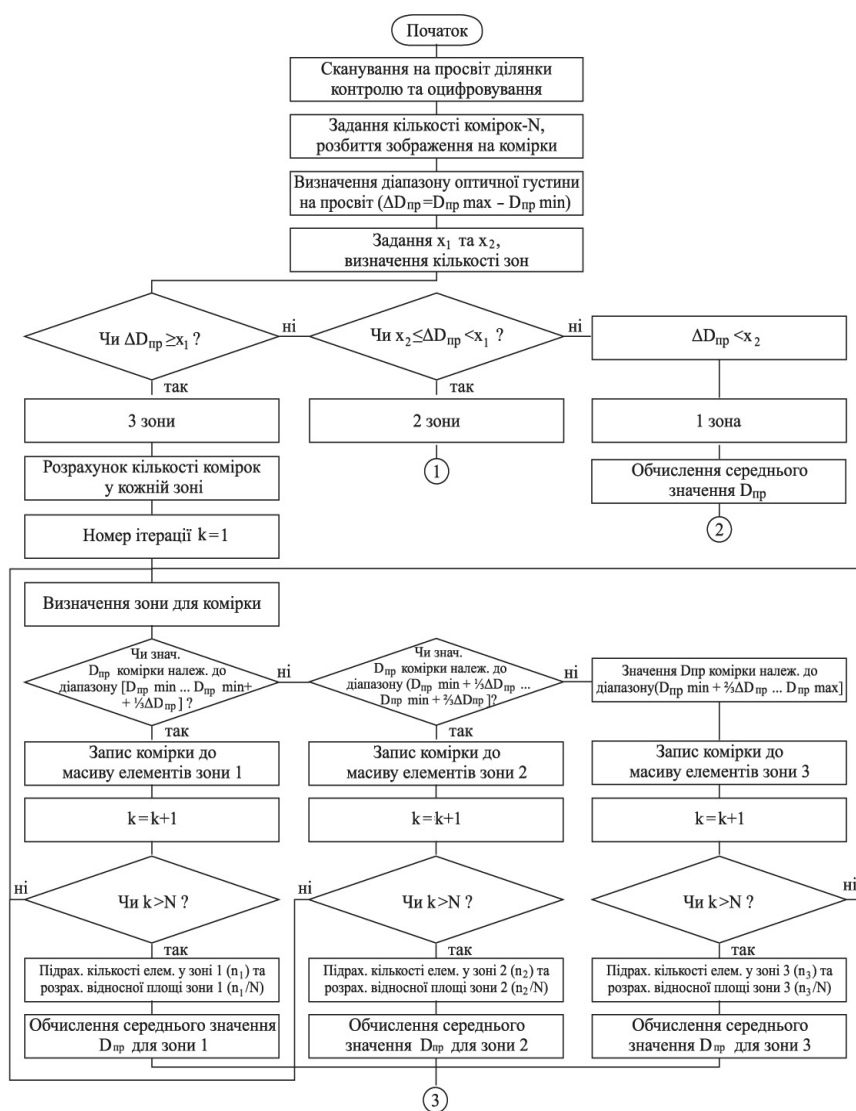 Початок
Сканування на просвіт ділянки
контролю та оцифровування
Задання кількості комірок-N,
розбиття зображення на комірки
Визначення діапазону оптичної густини
на просвіт (ΔDпр=Dпр max – Dпр min)
Задання x₁ та x₂,
визначення кількості зон
Чи ΔDпр ≥x₁ ?
ні
Чи x₂≤ΔDпр <x₁ ?
ні
ΔDпр <x₂
так
так
3 зони
2 зони
1 зона
Розрахунок кількості комірок
у кожній зоні
1
Обчислення середнього
значення Dпр
2
Номер ітерації k=1
Визначення зони для комірки
Чи знач.
Dпр комірки належ. до
діапазону [Dпр min ... Dпр min+
+ ⅓ΔDпр ] ?
ні
Чи знач.
Dпр комірки належ. до
діапазону (Dпр min + ⅓ΔDпр ...
Dпр min + ⅔ΔDпр]?
ні
Значення Dпр комірки належ. до
діапазону(Dпр min + ⅔ΔDпр ... Dпр max]
так
так
Запис комірки до
масиву елементів зони 1
Запис комірки до
масиву елементів зони 2
Запис комірки до
масиву елементів зони 3
k=k+1
k=k+1
k=k+1
ні
Чи k>N ?
ні
Чи k>N ?
ні
Чи k>N ?
ні
так
так
так
Підрах. кількості елем. у зоні 1 (n₁) та
розрах. відносної площі зони 1 (n₁/N)
Підрах. кількості елем. у зоні 2 (n₂) та
розрах. відносної площі зони 2 (n₂/N)
Підрах. кількості елем. у зоні 3 (n₃) та
розрах. відносної площі зони 3 (n₃/N)
Обчислення середнього значення
Dпр для зони 1
Обчислення середнього
значення Dпр для зони 2
Обчислення середнього
значення Dпр для зони 3
3